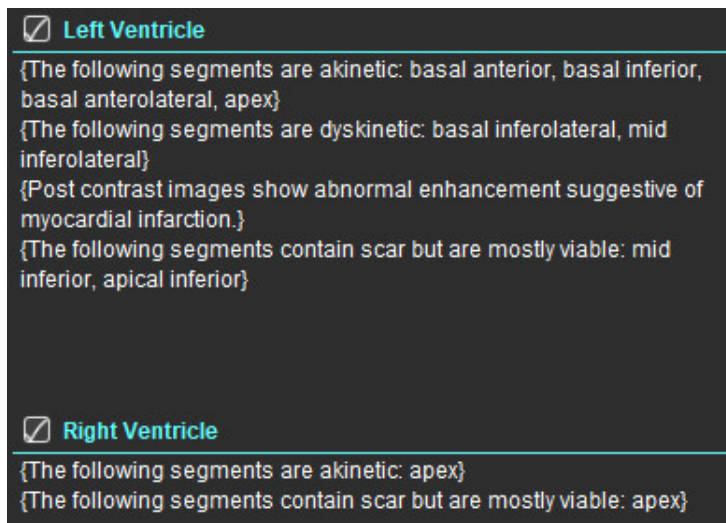 Left Ventricle
{The following segments are akinetic: basal anterior, basal inferior,
basal anterolateral, apex}
{The following segments are dyskinetic: basal inferolateral, mid
inferolateral}
{Post contrast images show abnormal enhancement suggestive of
myocardial infarction.}
{The following segments contain scar but are mostly viable: mid
inferior, apical inferior}
Right Ventricle
{The following segments are akinetic: apex}
{The following segments contain scar but are mostly viable: apex}